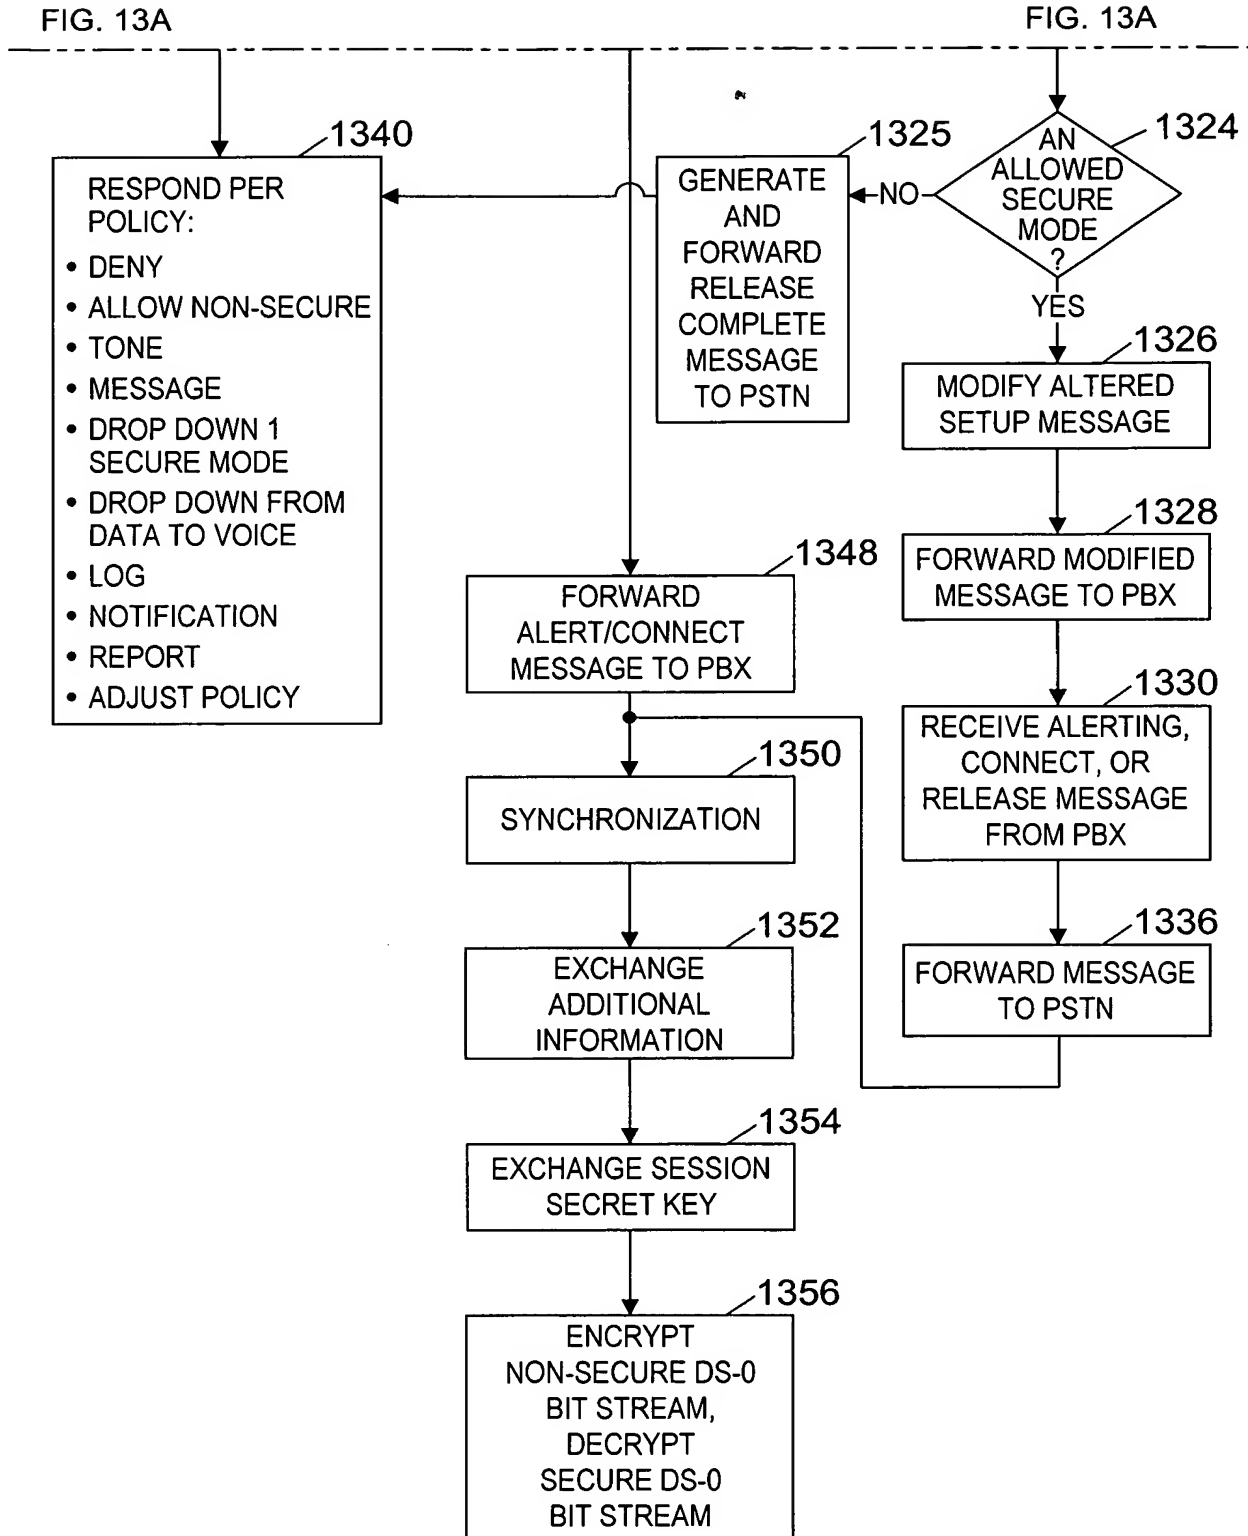 FIG. 13A
FIG. 13A
1340
RESPOND PER
POLICY:
• DENY
• ALLOW NON-SECURE
• TONE
• MESSAGE
• DROP DOWN 1
SECURE MODE
• DROP DOWN FROM
DATA TO VOICE
• LOG
• NOTIFICATION
• REPORT
• ADJUST POLICY
1325
GENERATE
AND
FORWARD
RELEASE
COMPLETE
MESSAGE
TO PSTN
NO
1324
AN
ALLOWED
SECURE
MODE
?
YES
1326
MODIFY ALTERED
SETUP MESSAGE
1328
FORWARD MODIFIED
MESSAGE TO PBX
1330
RECEIVE ALERTING,
CONNECT, OR
RELEASE MESSAGE
FROM PBX
1336
FORWARD MESSAGE
TO PSTN
1348
FORWARD
ALERT/CONNECT
MESSAGE TO PBX
1350
SYNCHRONIZATION
1352
EXCHANGE
ADDITIONAL
INFORMATION
1354
EXCHANGE SESSION
SECRET KEY
1356
ENCRYPT
NON-SECURE DS-0
BIT STREAM,
DECRYPT
SECURE DS-0
BIT STREAM